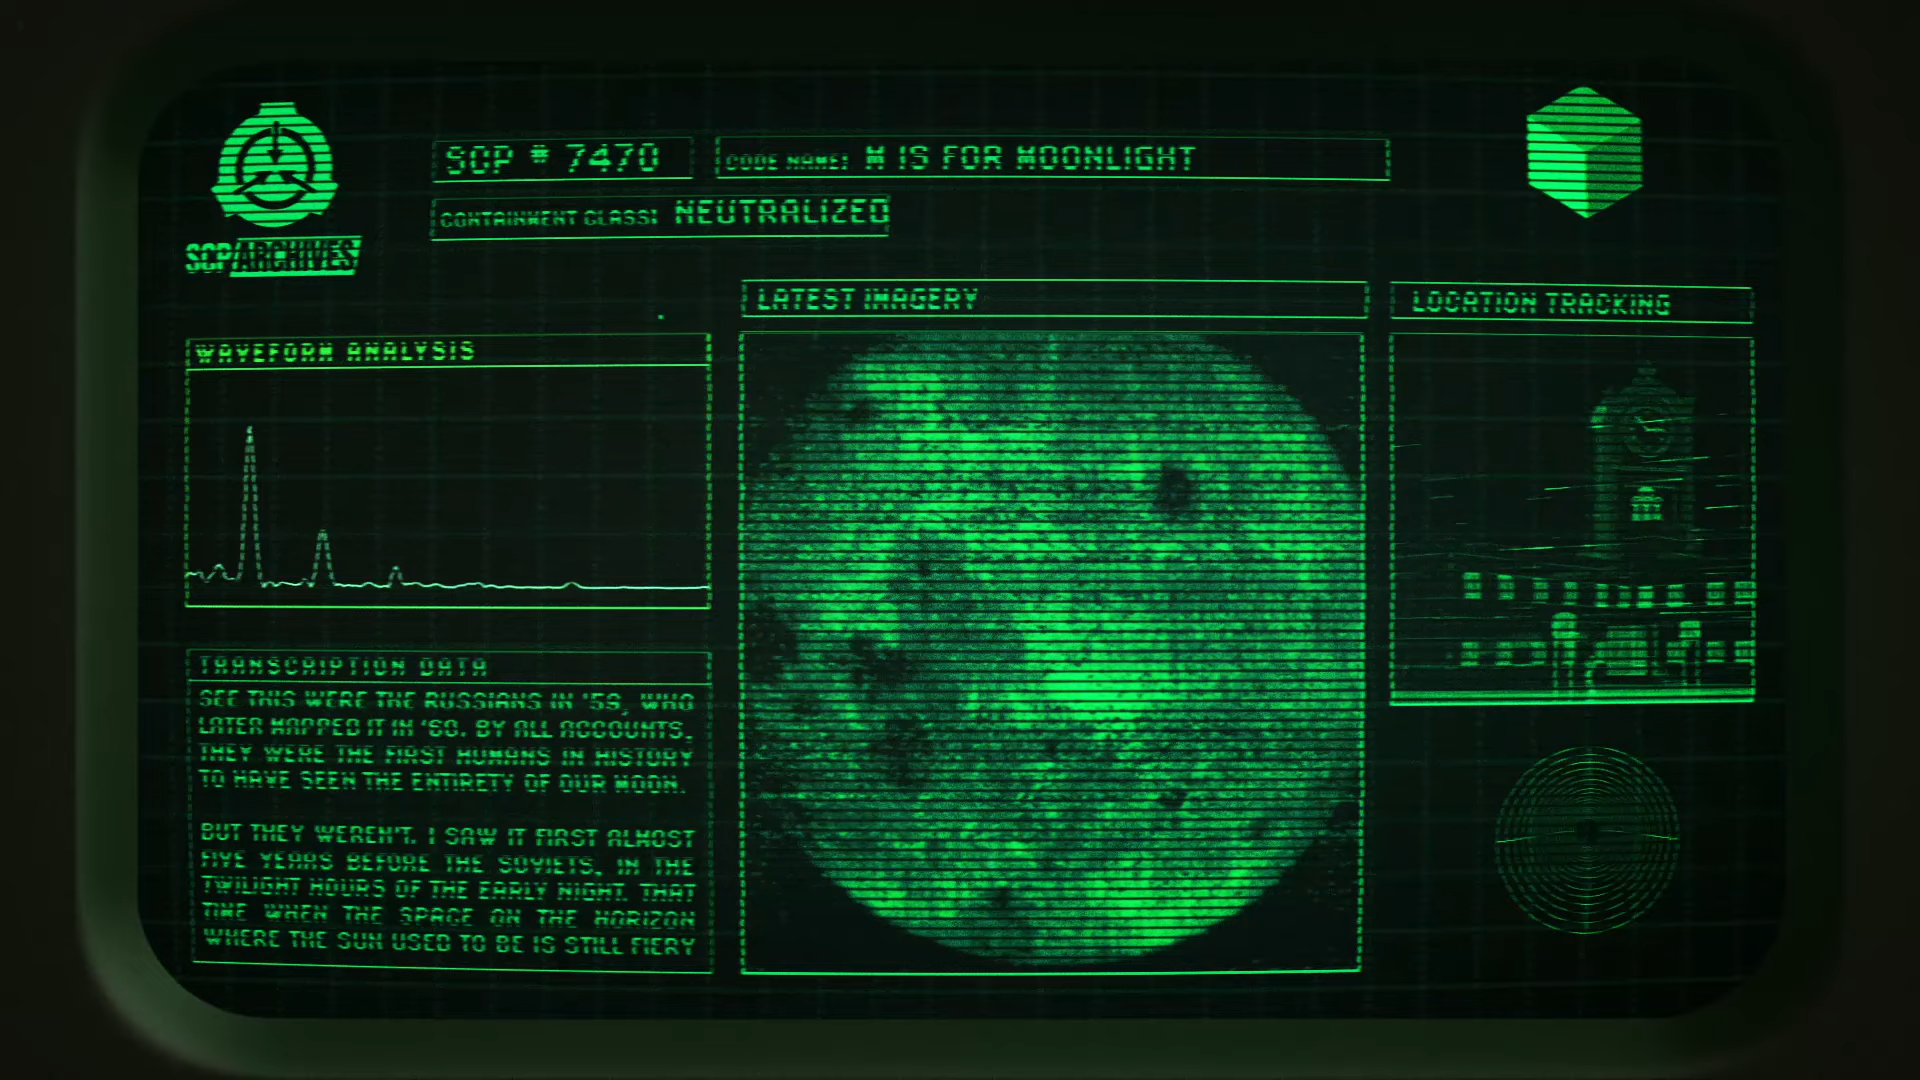 SCP # 7470
CODE NAME: M IS FOR MOONLIGHT
CONTAINMENT CLASS: NEUTRALIZED
SCP ARCHIVES
WAVEFORM ANALYSIS
LATEST IMAGERY
LOCATION TRACKING
TRANSCRIPTION DATA
SEE THIS WERE THE RUSSIANS IN '59, WHO
LATER MAPPED IT IN '60. BY ALL ACCOUNTS,
THEY WERE THE FIRST HUMANS IN HISTORY
TO HAVE SEEN THE ENTIRETY OF OUR MOON.
BUT THEY WEREN'T. I SAW IT FIRST ALMOST
FIVE YEARS BEFORE THE SOVIETS, IN THE
TWILIGHT HOURS OF THE EARLY NIGHT. THAT
TIME WHEN THE SPACE ON THE HORIZON
WHERE THE SUN USED TO BE IS STILL FIERY